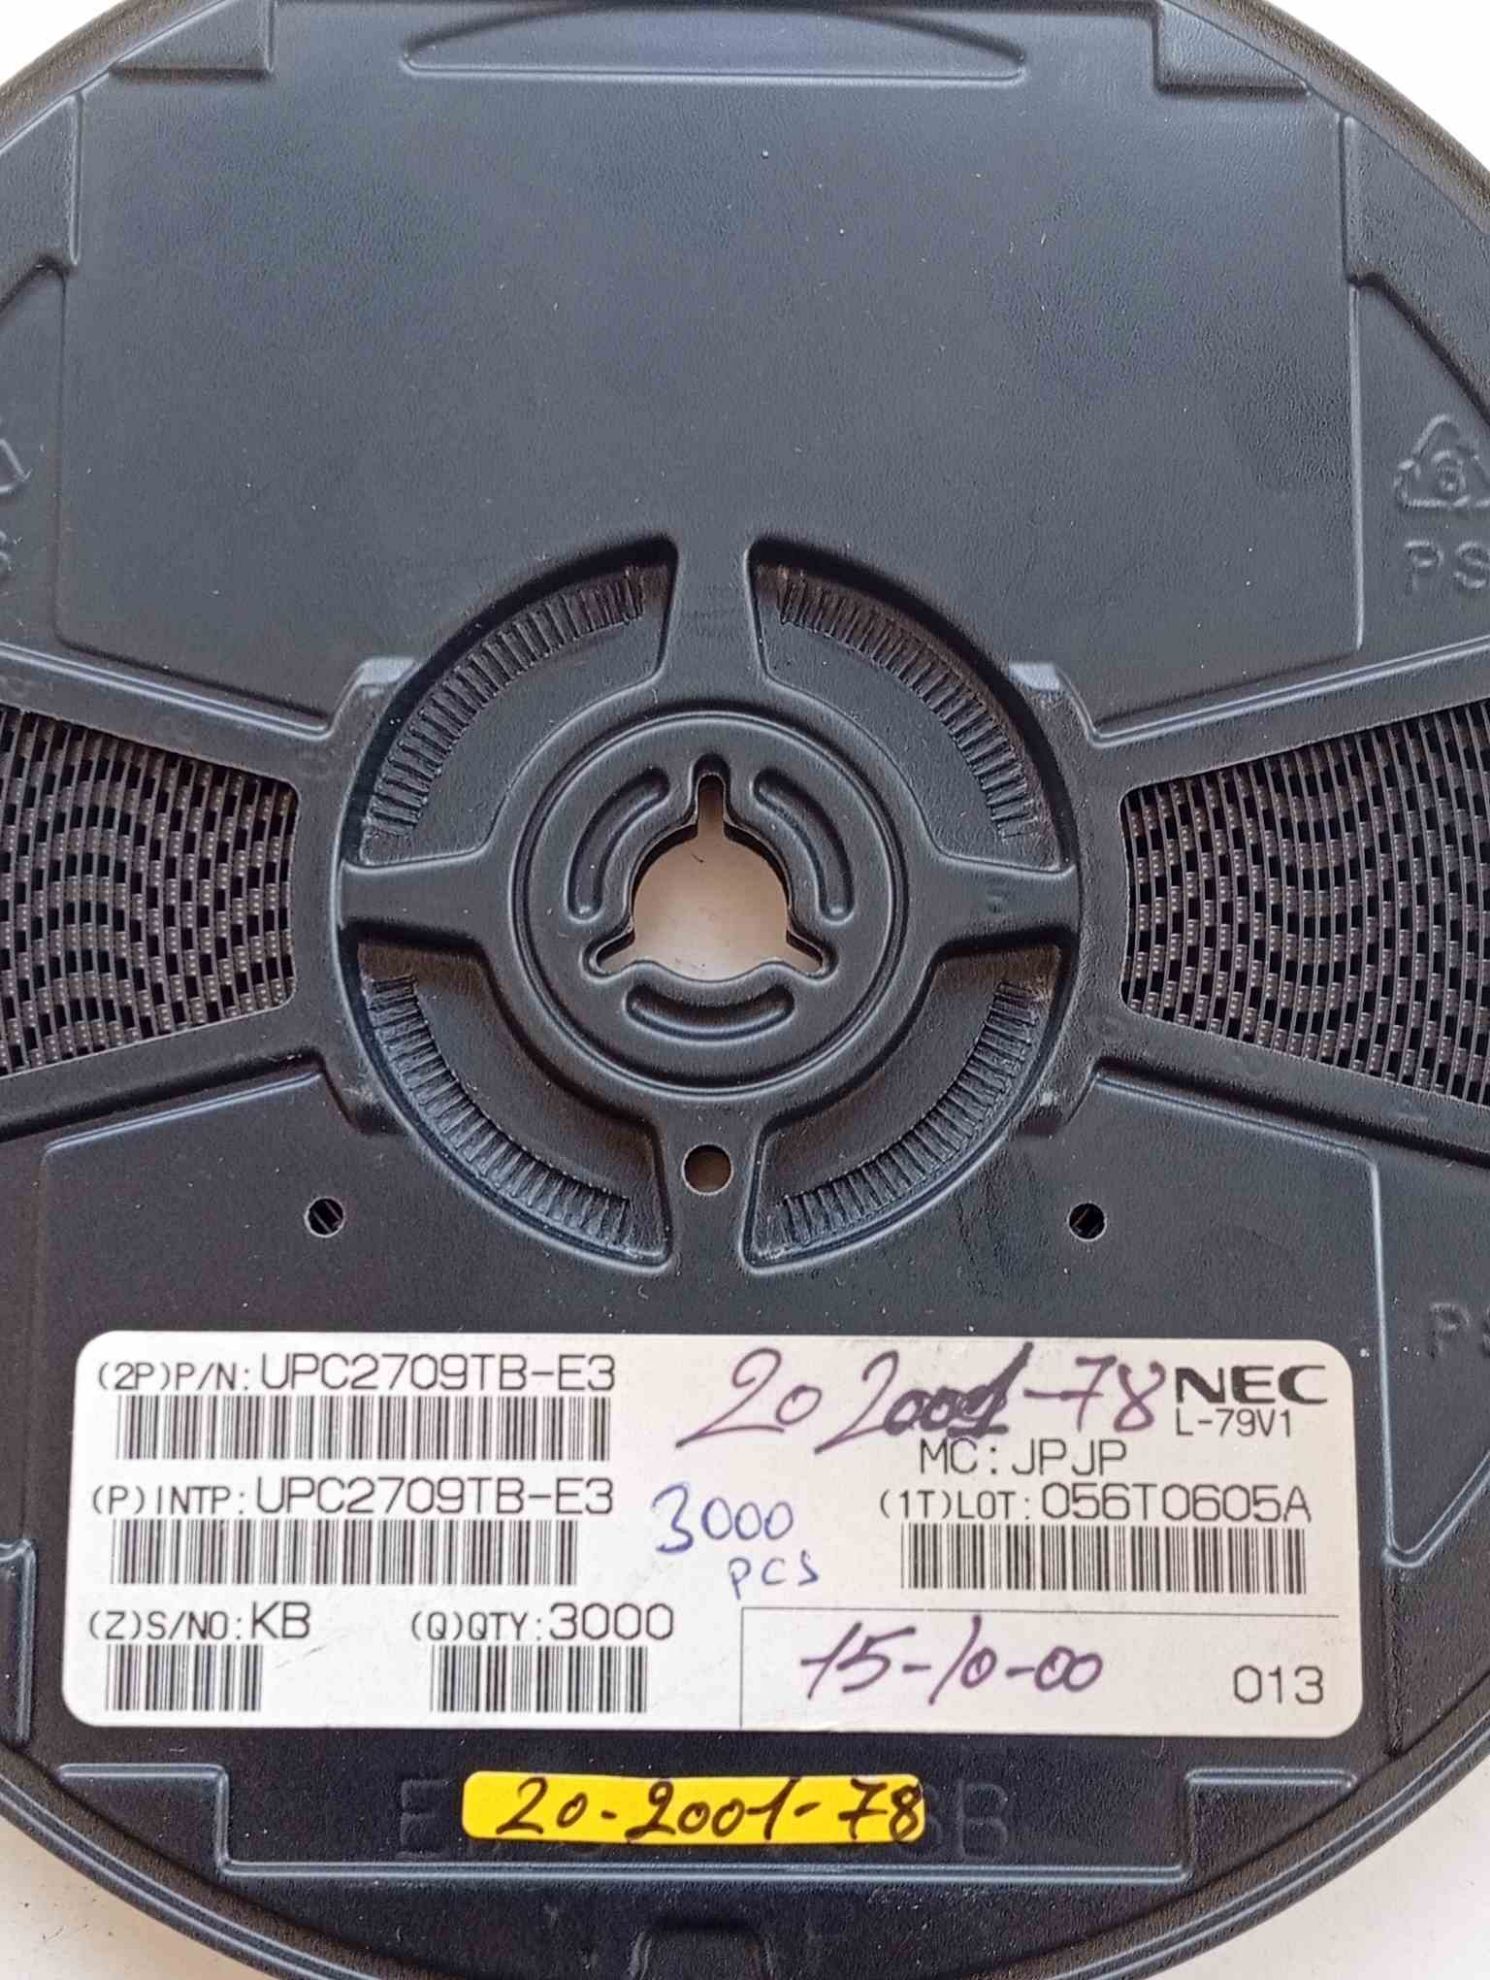 6
PS
(2P)P/N:UPC2709TB-E3
20 2001-78
NEC
L-79V1
MC:JPJP
(P)INTP:UPC2709TB-E3
3000
PCS
(1T)LOT:056T0605A
(Z)S/NO:KB
(Q)QTY:3000
15-10-00
013
20-2001-78